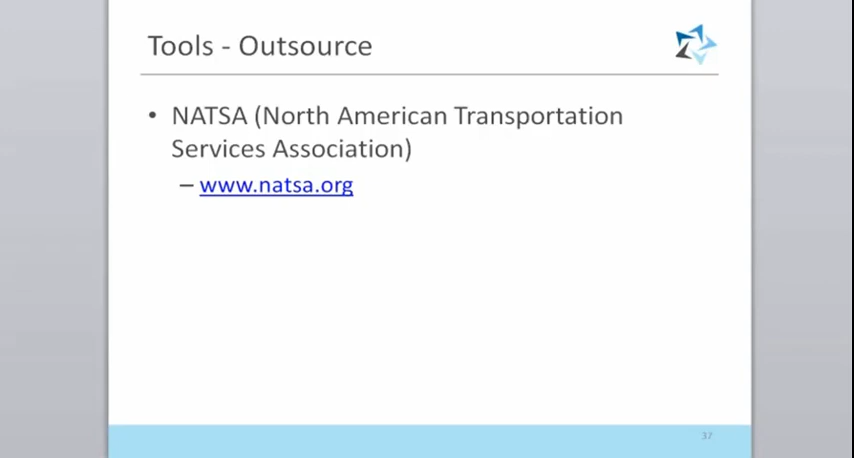 Tools - Outsource
• NATSA (North American Transportation
Services Association)
– www.natsa.org
37